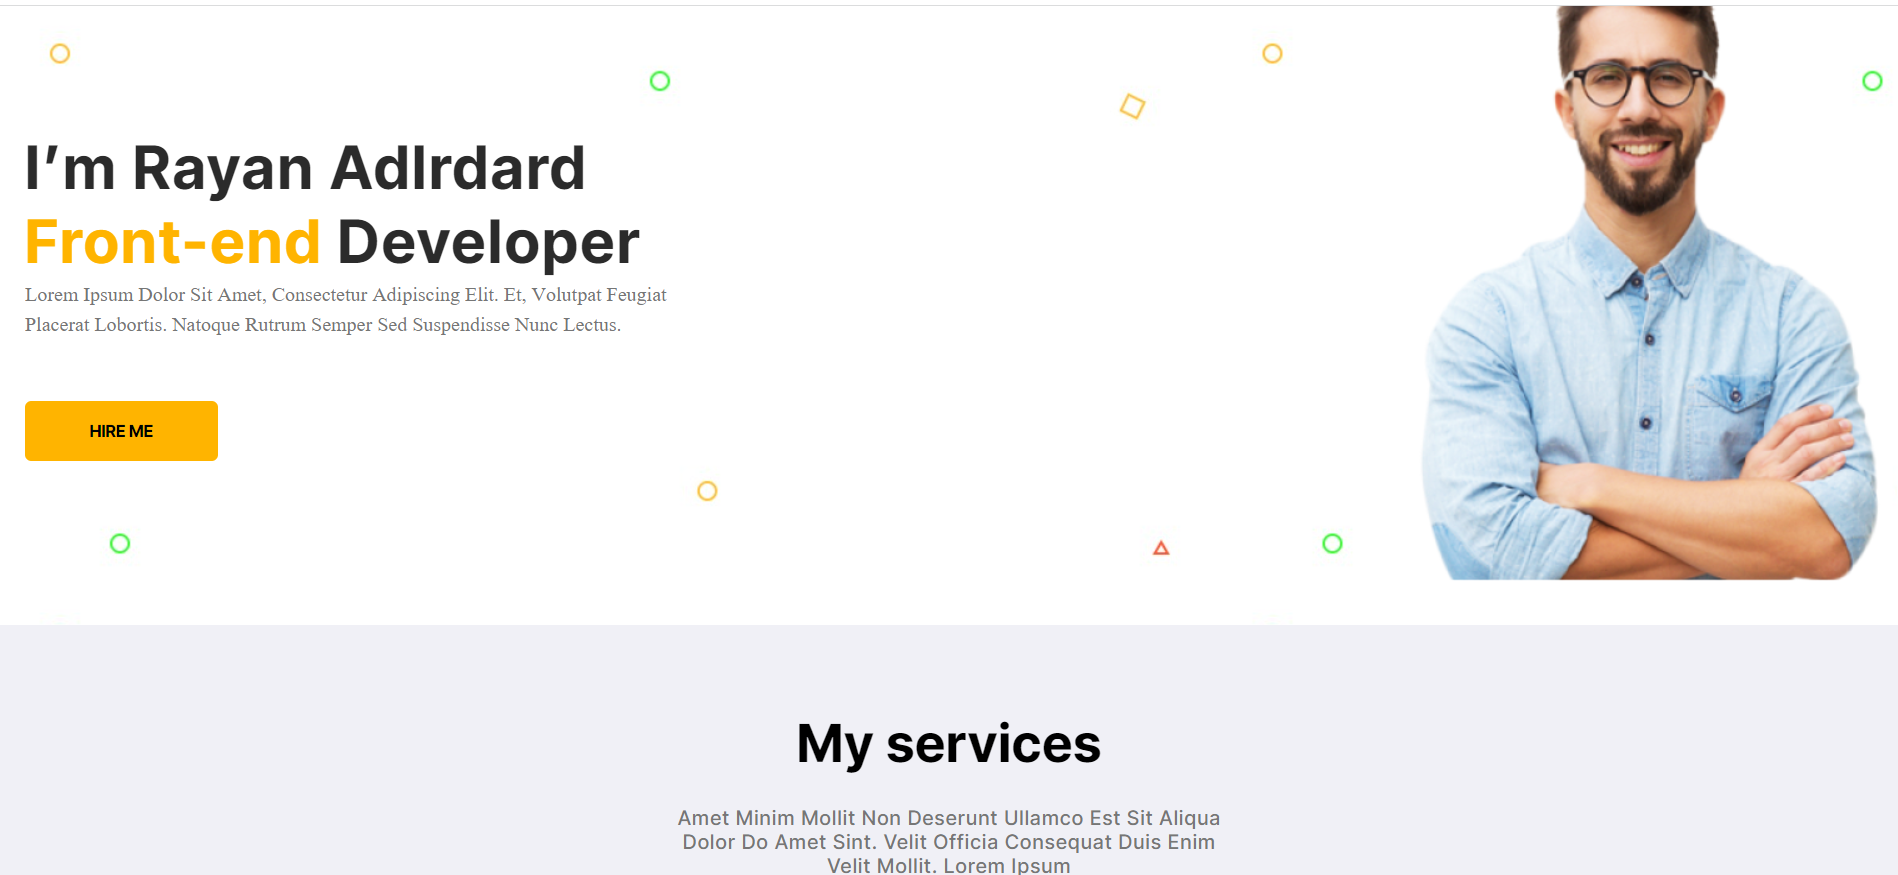 I’m Rayan Adlrdard
Front-end Developer
Lorem Ipsum Dolor Sit Amet, Consectetur Adipiscing Elit. Et, Volutpat Feugiat
Placerat Lobortis. Natoque Rutrum Semper Sed Suspendisse Nunc Lectus.
HIRE ME
My services
Amet Minim Mollit Non Deserunt Ullamco Est Sit Aliqua
Dolor Do Amet Sint. Velit Officia Consequat Duis Enim
Velit Mollit. Lorem Ipsum